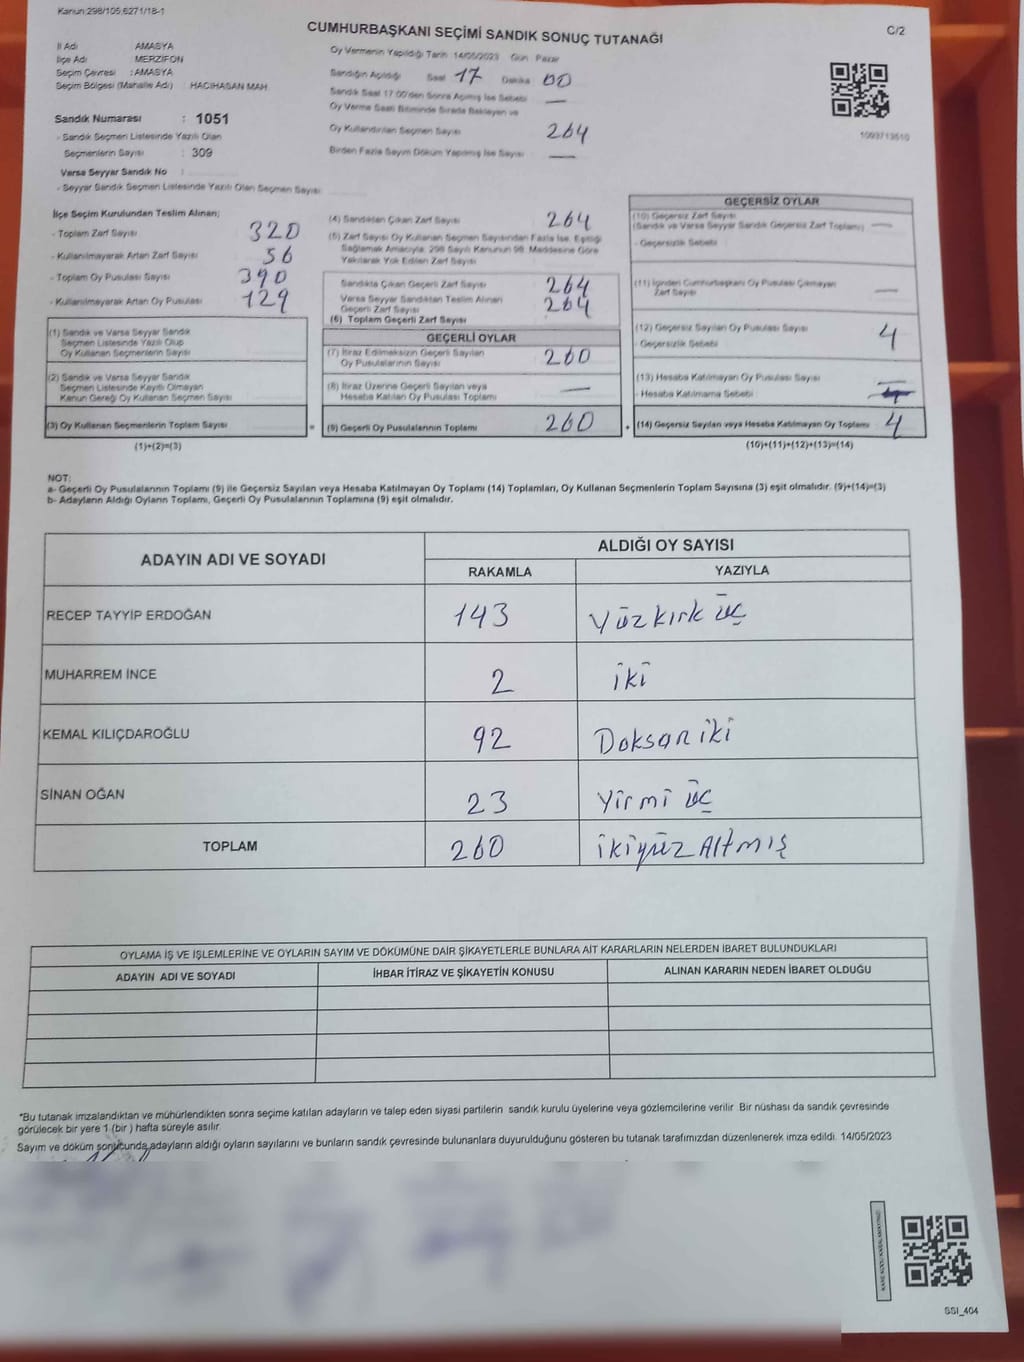 Kanun:298/105,6271/18-1
C/2
CUMHURBAŞKANI SEÇİMİ SANDIK SONUÇ TUTANAĞI
İl Adı AMASYA
İlçe Adı MERZİFON
Seçim Çevresi : AMASYA
Seçim Bölgesi (Mahalle Adı) : HACIHASAN MAH.
Sandık Numarası : 1051
- Sandık Seçmen Listesinde Yazılı Olan
Seçmenlerin Sayısı : 309
Varsa Seyyar Sandık No :
- Seyyar Sandık Seçmen Listesinde Yazılı Olan Seçmen Sayısı:
Oy Vermenin Yapıldığı Tarih: 14/05/2023 Gün: Pazar
Sandığın Açıldığı Saat 17 Dakika 00
Sandık Saat 17:00'den Sonra Açılmış İse Sebebi —
Oy Verme Saati Bitiminde Sırada Bekleyen ve
Oy Kullandırılan Seçmen Sayısı 264
Birden Fazla Sayım Döküm Yapılmış İse Sayısı —
1093713510
İlçe Seçim Kurulundan Teslim Alınan;
- Toplam Zarf Sayısı 320
- Kullanılmayarak Artan Zarf Sayısı 56
- Toplam Oy Pusulası Sayısı 390
- Kullanılmayarak Artan Oy Pusulası 129
(1) Sandık ve Varsa Seyyar Sandık
Seçmen Listesinde Yazılı Olup
Oy Kullanan Seçmenlerin Sayısı
(2) Sandık ve Varsa Seyyar Sandık
Seçmen Listesinde Kayıtlı Olmayan
Kanun Gereği Oy Kullanan Seçmen Sayısı
(3) Oy Kullanan Seçmenlerin Toplam Sayısı =
(1)+(2)=(3)
(4) Sandıktan Çıkan Zarf Sayısı 264
(5) Zarf Sayısı Oy Kullanan Seçmen Sayısından Fazla İse, Eşitliği
Sağlamak Amacıyla, 298 Sayılı Kanunun 98. Maddesine Göre
Yakılarak Yok Edilen Zarf Sayısı
Sandıkta Çıkan Geçerli Zarf Sayısı 264
Varsa Seyyar Sandıktan Teslim Alınan
Geçerli Zarf Sayısı 264
(6) Toplam Geçerli Zarf Sayısı
GEÇERLİ OYLAR
(7) İtiraz Edilmeksizin Geçerli Sayılan
Oy Pusulalarının Sayısı 260
(8) İtiraz Üzerine Geçerli Sayılan veya
Hesaba Katılan Oy Pusulası Toplamı —
(9) Geçerli Oy Pusulalarının Toplamı 260 +
GEÇERSİZ OYLAR
(10) Geçersiz Zarf Sayısı
(Sandık ve Varsa Seyyar Sandık Geçersiz Zarf Toplamı) —
- Geçersizlik Sebebi
(11) İçinden Cumhurbaşkanı Oy Pusulası Çıkmayan
Zarf Sayısı —
(12) Geçersiz Sayılan Oy Pusulası Sayısı 4
- Geçersizlik Sebebi
(13) Hesaba Katılmayan Oy Pusulası Sayısı —
- Hesaba Katılmama Sebebi
(14) Geçersiz Sayılan veya Hesaba Katılmayan Oy Toplamı 4
(10)+(11)+(12)+(13)=(14)
NOT:
a- Geçerli Oy Pusulalarının Toplamı (9) ile Geçersiz Sayılan veya Hesaba Katılmayan Oy Toplamı (14) Toplamları, Oy Kullanan Seçmenlerin Toplam Sayısına (3) eşit olmalıdır. (9)+(14)=(3)
b- Adayların Aldığı Oyların Toplamı, Geçerli Oy Pusulalarının Toplamına (9) eşit olmalıdır.
ADAYIN ADI VE SOYADI ALDIĞI OY SAYISI
RAKAMLA YAZIYLA
RECEP TAYYİP ERDOĞAN 143 Yüzkırk üç
MUHARREM İNCE 2 iki
KEMAL KILIÇDAROĞLU 92 Doksan iki
SİNAN OĞAN 23 Yirmi üç
TOPLAM 260 ikiyüz Altmış
OYLAMA İŞ VE İŞLEMLERİNE VE OYLARIN SAYIM VE DÖKÜMÜNE DAİR ŞİKAYETLERLE BUNLARA AİT KARARLARIN NELERDEN İBARET BULUNDUKLARI
ADAYIN ADI VE SOYADI İHBAR İTİRAZ VE ŞİKAYETİN KONUSU ALINAN KARARIN NEDEN İBARET OLDUĞU
*Bu tutanak imzalandıktan ve mühürlendikten sonra seçime katılan adayların ve talep eden siyasi partilerin sandık kurulu üyelerine veya gözlemcilerine verilir. Bir nüshası da sandık çevresinde
görülecek bir yere 1 (bir) hafta süreyle asılır.
Sayım ve döküm sonucunda,adayların aldığı oyların sayılarını ve bunların sandık çevresinde bulunanlara duyurulduğunu gösteren bu tutanak tarafımızdan düzenlenerek imza edildi. 14/05/2023
SSI_404